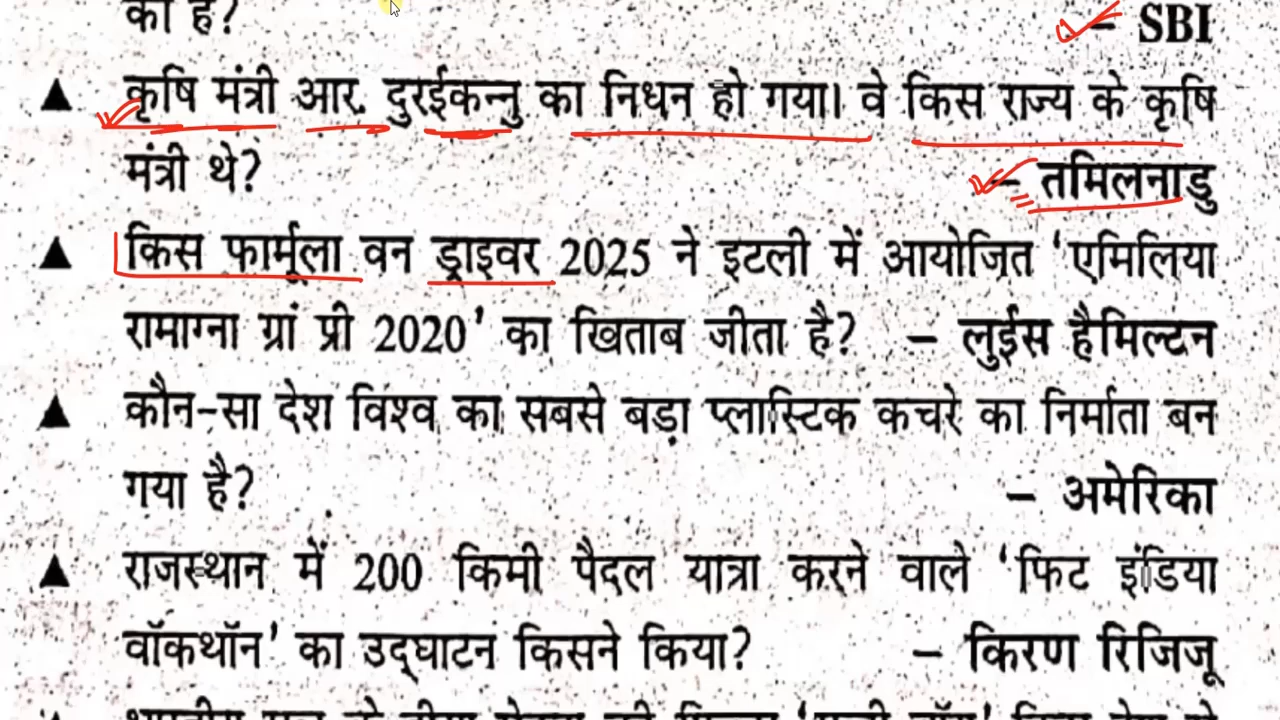 का है? – SBI
▲ कृषि मंत्री आर. दुरईकन्नु का निधन हो गया। वे किस राज्य के कृषि
मंत्री थे? – तमिलनाडु
▲ किस फार्मूला वन ड्राइवर 2025 ने इटली में आयोजित 'एमिलिया
रामाग्ना ग्रां प्री 2020' का खिताब जीता है? – लुईस हैमिल्टन
▲ कौन-सा देश विश्व का सबसे बड़ा प्लास्टिक कचरे का निर्माता बन
गया है? – अमेरिका
▲ राजस्थान में 200 किमी पैदल यात्रा करने वाले 'फिट इंडिया
वॉकथॉन' का उद्घाटन किसने किया? – किरण रिजिजू